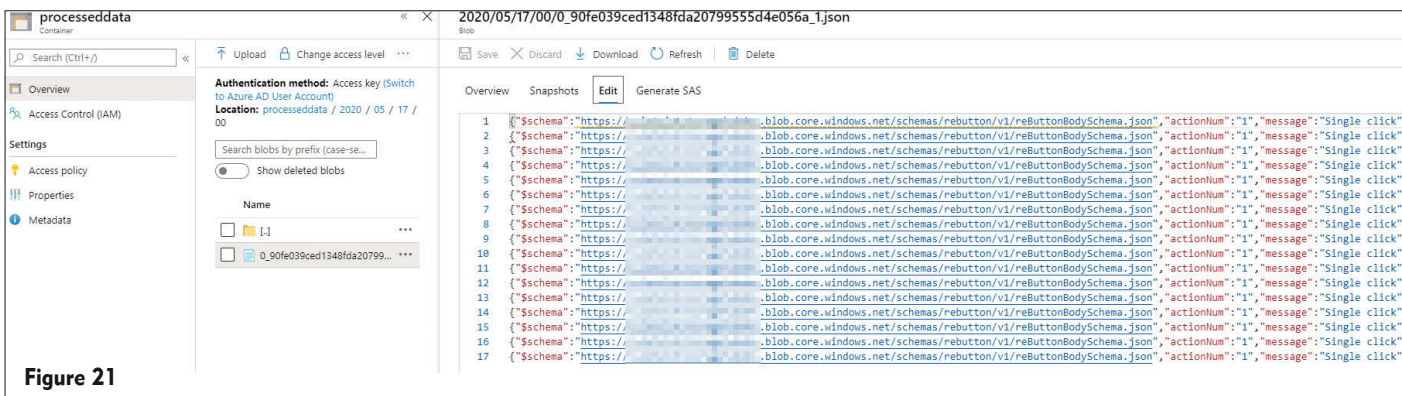 processeddata
Container
Search (Ctrl+/)
Overview
Access Control (IAM)
Settings
Access policy
Properties
Metadata
Upload Change access level ···
Authentication method: Access key (Switch
to Azure AD User Account)
Location: processeddata / 2020 / 05 / 17 /
00
Search blobs by prefix (case-se...
Show deleted blobs
Name
[..]
0_90fe039ced1348fda20799...
2020/05/17/00/0_90fe039ced1348fda20799555d4e056a_1.json
Blob
Save Discard Download Refresh Delete
Overview Snapshots Edit Generate SAS
1 {"$schema":"https:/ .blob.core.windows.net/schemas/rebutton/v1/reButtonBodySchema.json","actionNum":"1","message":"Single click"
2 {"$schema":"https:/ .blob.core.windows.net/schemas/rebutton/v1/reButtonBodySchema.json","actionNum":"1","message":"Single click"
3 {"$schema":"https:/ .blob.core.windows.net/schemas/rebutton/v1/reButtonBodySchema.json","actionNum":"1","message":"Single click"
4 {"$schema":"https:/ .blob.core.windows.net/schemas/rebutton/v1/reButtonBodySchema.json","actionNum":"1","message":"Single click"
5 {"$schema":"https:/ .blob.core.windows.net/schemas/rebutton/v1/reButtonBodySchema.json","actionNum":"1","message":"Single click"
6 {"$schema":"https:/ .blob.core.windows.net/schemas/rebutton/v1/reButtonBodySchema.json","actionNum":"1","message":"Single click"
7 {"$schema":"https:/ .blob.core.windows.net/schemas/rebutton/v1/reButtonBodySchema.json","actionNum":"1","message":"Single click"
8 {"$schema":"https:/ .blob.core.windows.net/schemas/rebutton/v1/reButtonBodySchema.json","actionNum":"1","message":"Single click"
9 {"$schema":"https:/ .blob.core.windows.net/schemas/rebutton/v1/reButtonBodySchema.json","actionNum":"1","message":"Single click"
10 {"$schema":"https:/ .blob.core.windows.net/schemas/rebutton/v1/reButtonBodySchema.json","actionNum":"1","message":"Single click"
11 {"$schema":"https:/ .blob.core.windows.net/schemas/rebutton/v1/reButtonBodySchema.json","actionNum":"1","message":"Single click"
12 {"$schema":"https:/ .blob.core.windows.net/schemas/rebutton/v1/reButtonBodySchema.json","actionNum":"1","message":"Single click"
13 {"$schema":"https:/ .blob.core.windows.net/schemas/rebutton/v1/reButtonBodySchema.json","actionNum":"1","message":"Single click"
14 {"$schema":"https:/ .blob.core.windows.net/schemas/rebutton/v1/reButtonBodySchema.json","actionNum":"1","message":"Single click"
15 {"$schema":"https:/ .blob.core.windows.net/schemas/rebutton/v1/reButtonBodySchema.json","actionNum":"1","message":"Single click"
16 {"$schema":"https:/ .blob.core.windows.net/schemas/rebutton/v1/reButtonBodySchema.json","actionNum":"1","message":"Single click"
17 {"$schema":"https:/ .blob.core.windows.net/schemas/rebutton/v1/reButtonBodySchema.json","actionNum":"1","message":"Single click"
Figure 21